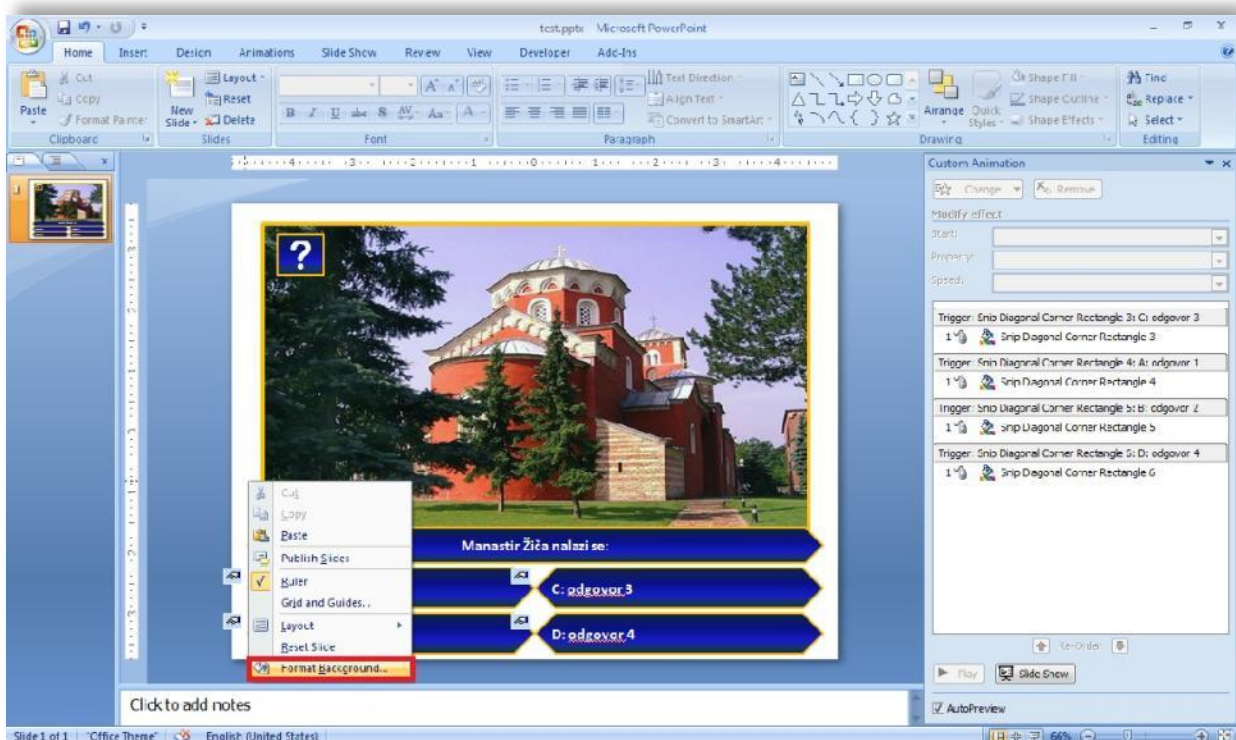 test.pptx Microsoft PowerPoint
Home Insert Design Animations Slide Show Review View Developer Add-Ins
Cut
Copy
Format Painter
Paste
Clipboard
New Slide
Layout
Reset
Delete
Slides
B I U abc S AV Aa A
Font
Text Direction
Align Text
Convert to SmartArt
Paragraph
Arrange
Quick Styles
Shape Fill
Shape Outline
Shape Effects
Drawing
Find
Replace
Select
Editing
1
?
Manastir Žiča nalazi se:
C: odgovor 3
D: odgovor 4
Cut
Copy
Paste
Publish Slides
Ruler
Grid and Guides...
Layout
Reset Slide
Format Background...
Custom Animation
Change
Remove
Modify effect
Start:
Property:
Speed:
Trigger: Snip Diagonal Corner Rectangle 3: C: odgovor 3
1 Snip Diagonal Corner Rectangle 3
Trigger: Snip Diagonal Corner Rectangle 4: A: odgovor 1
1 Snip Diagonal Corner Rectangle 4
Trigger: Snip Diagonal Corner Rectangle 5: B: odgovor 2
1 Snip Diagonal Corner Rectangle 5
Trigger: Snip Diagonal Corner Rectangle 6: D: odgovor 4
1 Snip Diagonal Corner Rectangle 6
Re-Order
Play
Slide Show
AutoPreview
Click to add notes
Slide 1 of 1 "Office Theme" English (United States) 66%